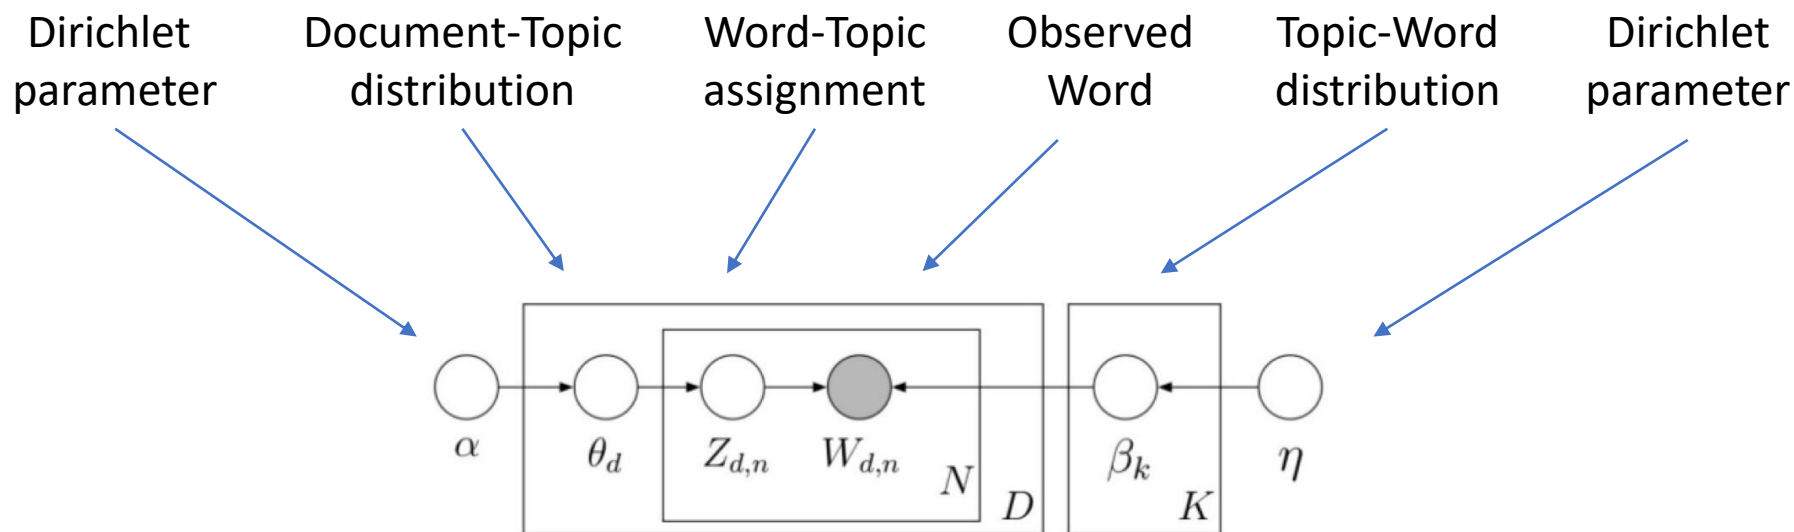 Dirichlet
parameter
Document-Topic
distribution
Word-Topic
assignment
Observed
Word
Topic-Word
distribution
Dirichlet
parameter
α
θ_d
Z_{d,n}
W_{d,n}
N
D
β_k
K
η